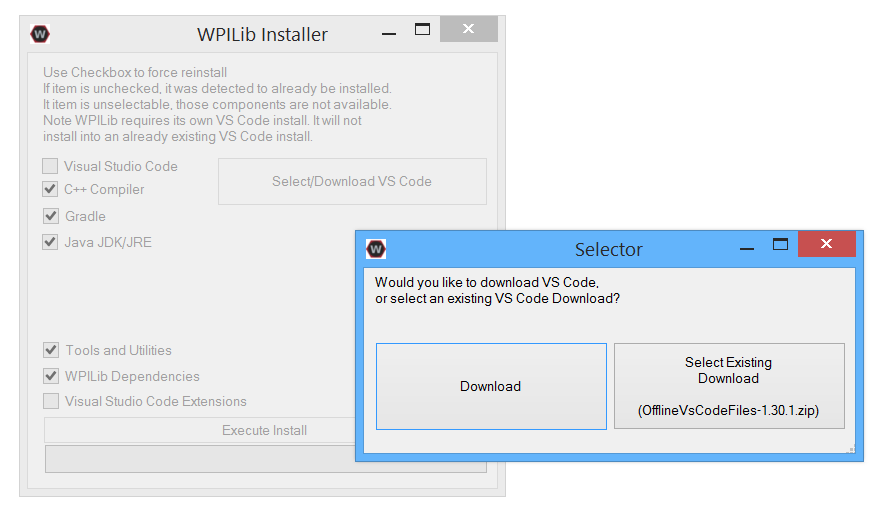 WPILib Installer
Use Checkbox to force reinstall
If item is unchecked, it was detected to already be installed.
It item is unselectable, those components are not available.
Note WPILib requires its own VS Code install. It will not
install into an already existing VS Code install.
Visual Studio Code
Select/Download VS Code
C++ Compiler
Gradle
Java JDK/JRE
Tools and Utilities
WPILib Dependencies
Visual Studio Code Extensions
Execute Install
Selector
Would you like to download VS Code,
or select an existing VS Code Download?
Download
Select Existing
Download
(OfflineVsCodeFiles-1.30.1.zip)